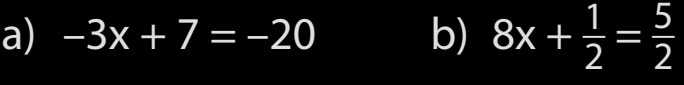 a) –3x + 7 = –20 b) 8x + 1/2 = 5/2